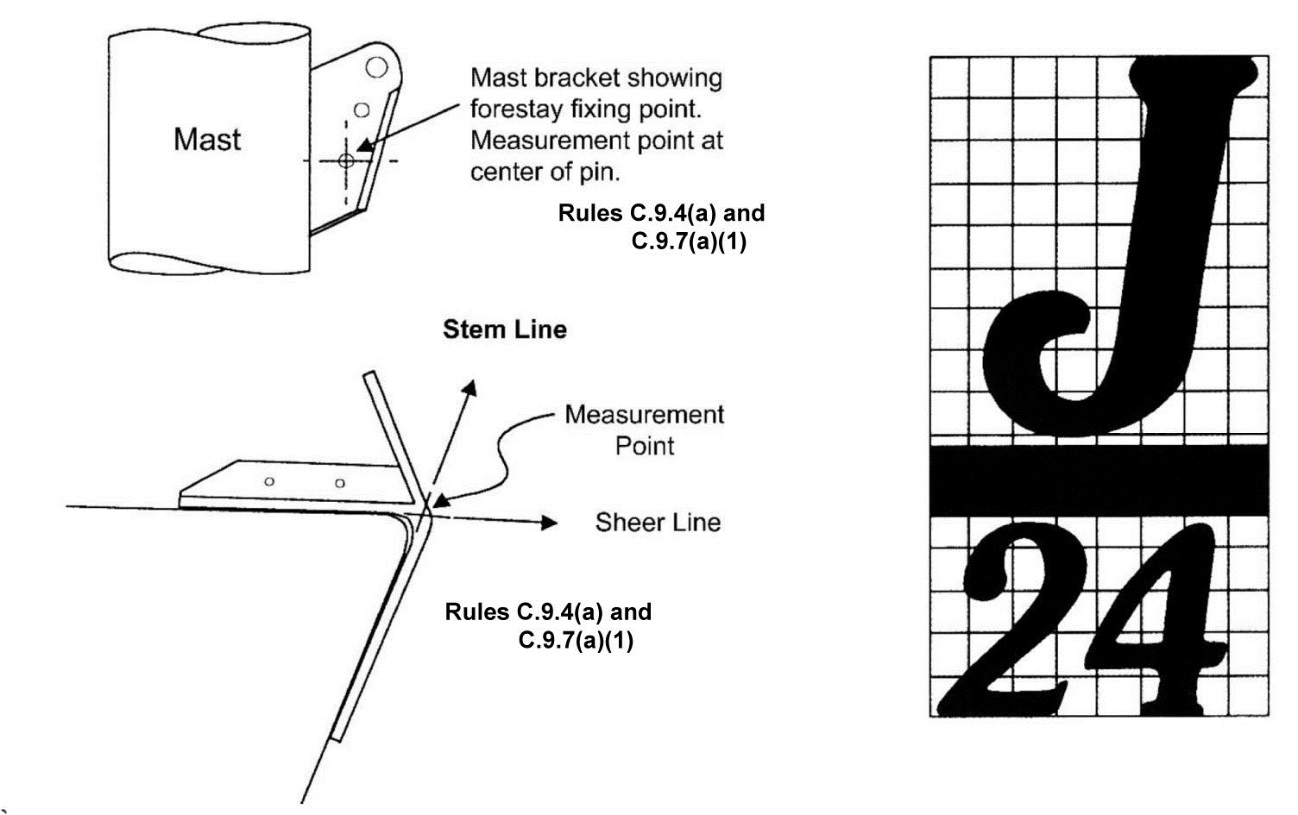 Mast
Mast bracket showing
forestay fixing point.
Measurement point at
center of pin.
Rules C.9.4(a) and
C.9.7(a)(1)
Stem Line
Measurement
Point
Sheer Line
Rules C.9.4(a) and
C.9.7(a)(1)
J
24